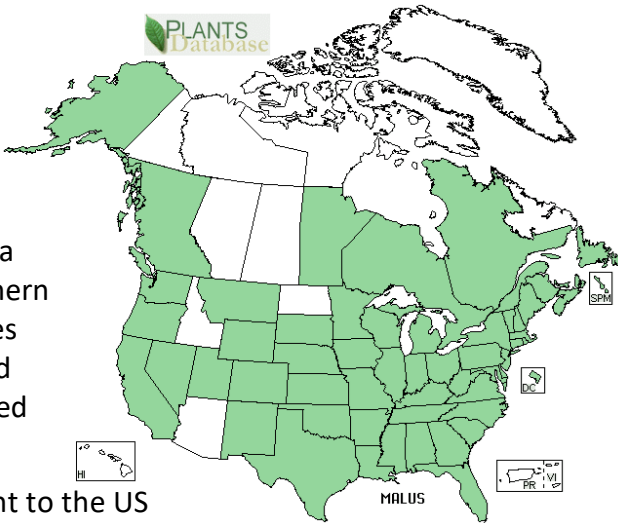 PLANTS
Database
a
hern
es
d
ed
nt to the US
SPM
DC
HI
PR
VI
MALUS